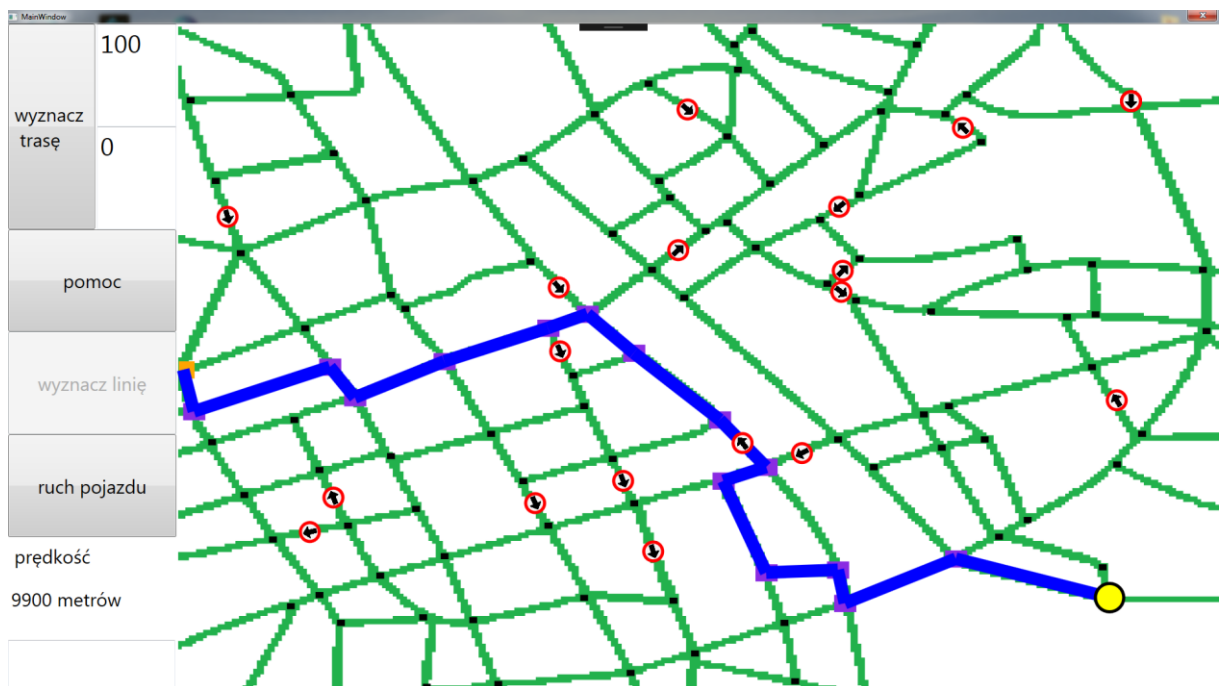 MainWindow
wyznacz
trasę
100
0
pomoc
wyznacz linię
ruch pojazdu
prędkość
9900 metrów